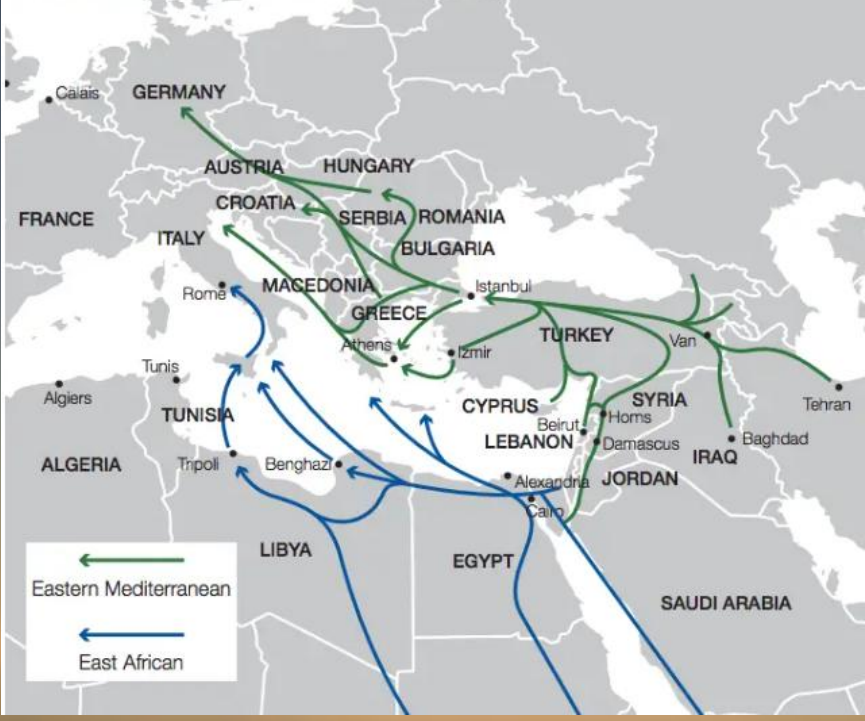 Calais
GERMANY
AUSTRIA
HUNGARY
CROATIA
SERBIA
ROMANIA
FRANCE
ITALY
BULGARIA
Rome
MACEDONIA
Istanbul
GREECE
TURKEY
Athens
Izmir
Van
Tunis
Algiers
CYPRUS
SYRIA
Tehran
TUNISIA
Beirut
Homs
LEBANON
Damascus
Baghdad
IRAQ
ALGERIA
Tripoli
Benghazi
Alexandria
JORDAN
Cairo
LIBYA
EGYPT
SAUDI ARABIA
Eastern Mediterranean
East African